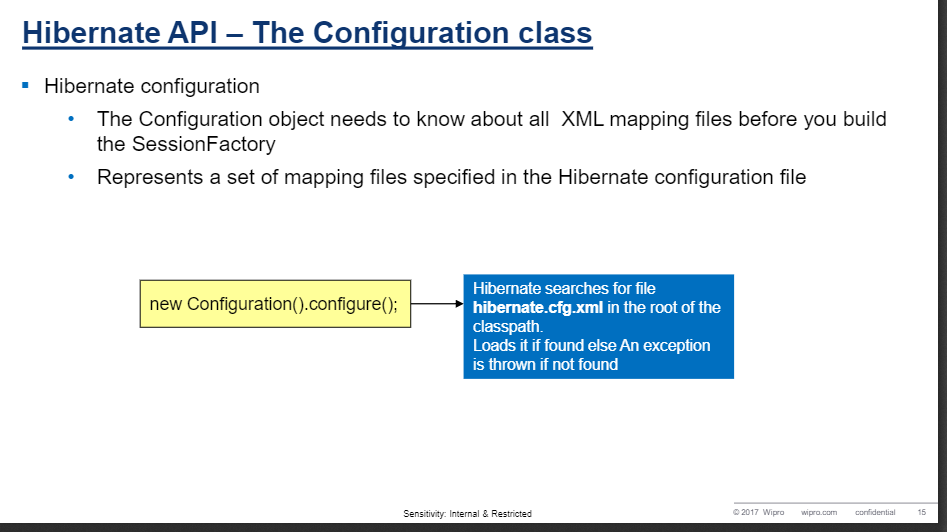 Hibernate API – The Configuration class
Hibernate configuration
The Configuration object needs to know about all  XML mapping files before you build
the SessionFactory
Represents a set of mapping files specified in the Hibernate configuration file
new Configuration().configure();
Hibernate searches for file
hibernate.cfg.xml in the root of the
classpath.
Loads it if found else An exception
is thrown if not found
Sensitivity: Internal & Restricted
© 2017 Wipro wipro.com confidential 15